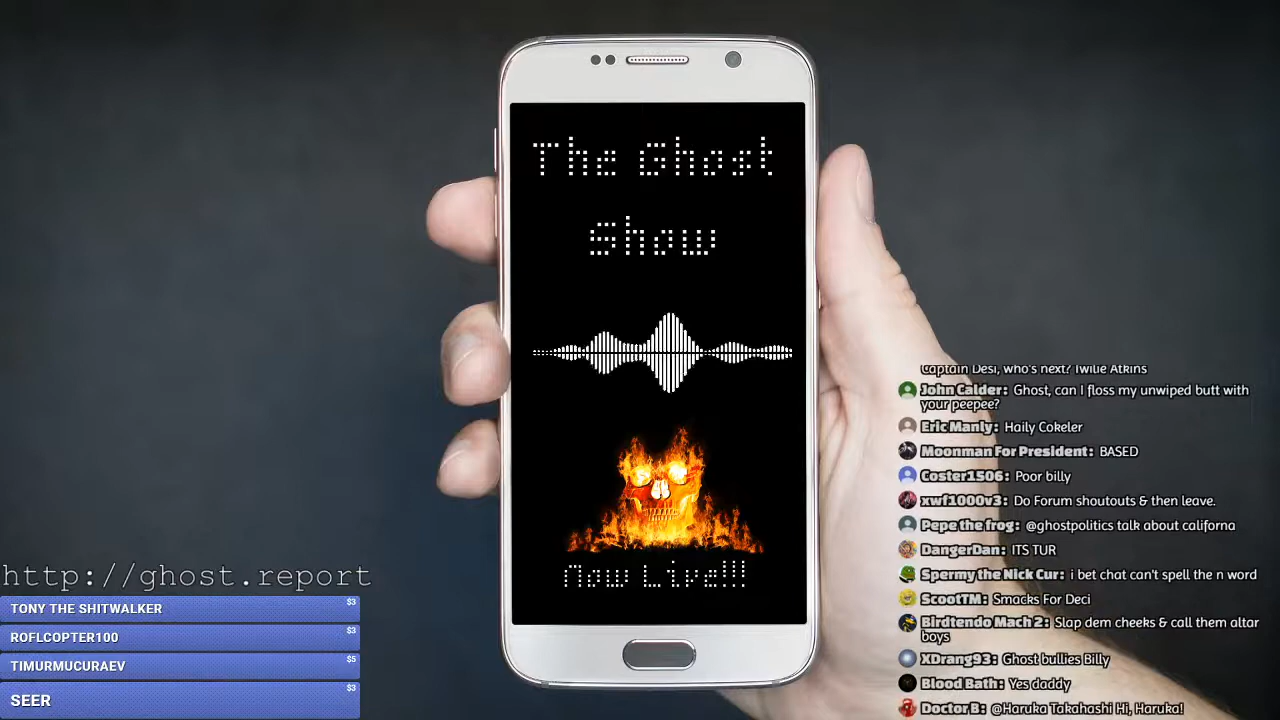 The Ghost
Show
Now Live!!!
http://ghost.report
TONY THE SHITWALKER $3
ROFLCOPTER100 $3
TIMURMUCURAEV $5
SEER $3
Captain Desi, who's next? Twilie Atkins
John Calder: Ghost, can I floss my unwiped butt with
your peepee?
Eric Manly: Haily Cokeler
Moonman For President: BASED
Coster1506: Poor billy
xwf1000v3: Do Forum shoutouts & then leave.
Pepe the frog: @ghostpolitics talk about californa
DangerDan: ITS TUR
Spermy the Nick Cur: i bet chat can't spell the n word
ScootTM: Smacks For Deci
Birdtendo Mach 2: Slap dem cheeks & call them altar
boys
XDrang93: Ghost bullies Billy
Blood Bath: Yes daddy
Doctor B: @Haruka Takahashi Hi, Haruka!